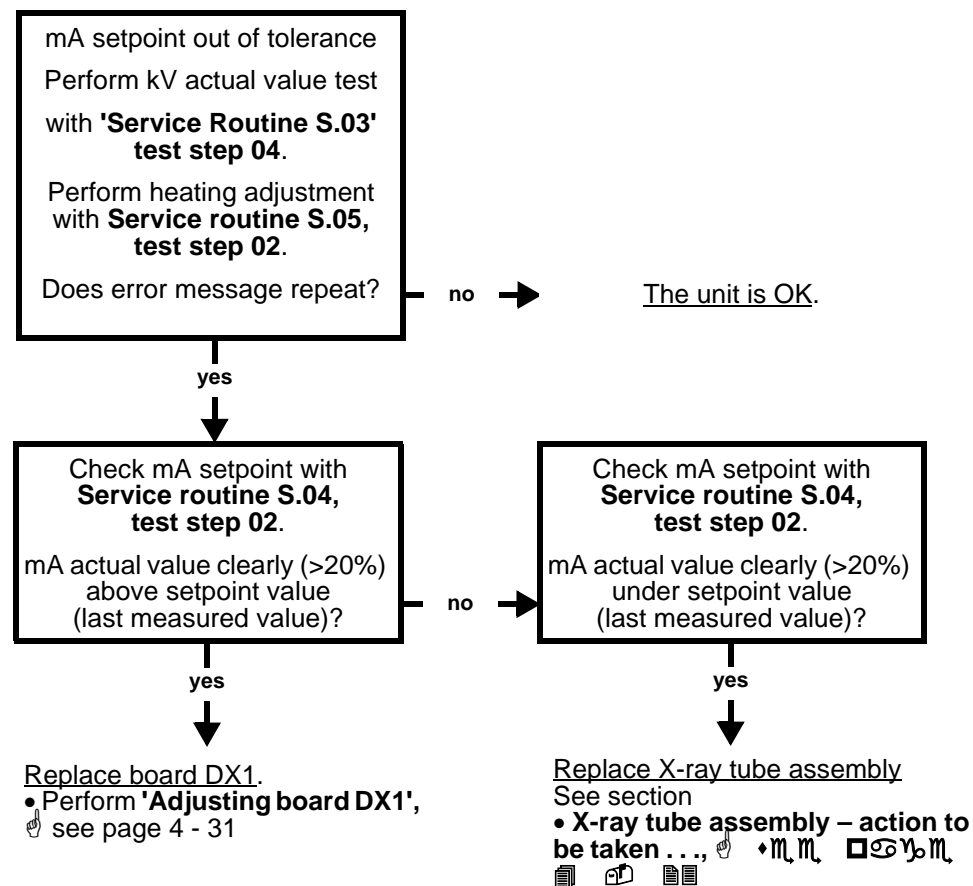 mA setpoint out of tolerance
Perform kV actual value test
with 'Service Routine S.03'
test step 04.
Perform heating adjustment
with Service routine S.05,
test step 02.
Does error message repeat?
no
The unit is OK.
yes
Check mA setpoint with
Service routine S.04,
test step 02.
mA actual value clearly (>20%)
above setpoint value
(last measured value)?
no
Check mA setpoint with
Service routine S.04,
test step 02.
mA actual value clearly (>20%)
under setpoint value
(last measured value)?
yes
yes
Replace board DX1.
• Perform 'Adjusting board DX1',
☝ see page 4 - 31
Replace X-ray tube assembly
See section
• X-ray tube assembly – action to
be taken . . ., ☝